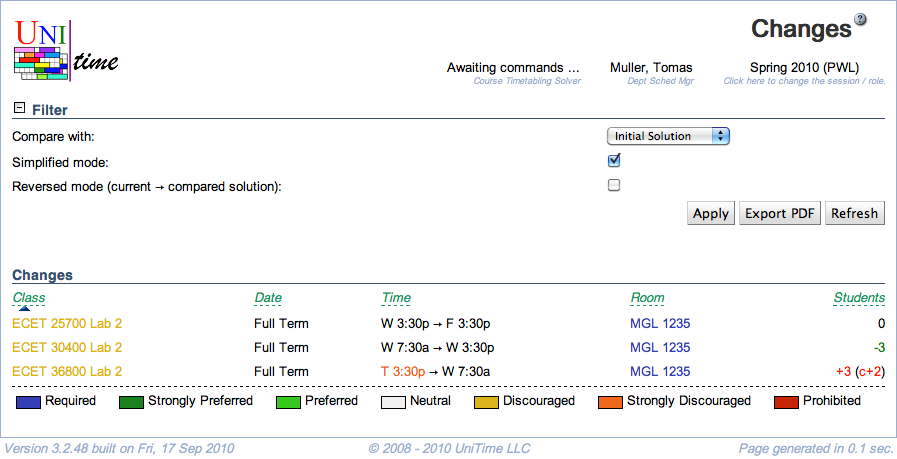 UNI
time
Changes
?
Awaiting commands ... Muller, Tomas Spring 2010 (PWL)
Course Timetabling Solver Dept Sched Mgr Click here to change the session / role.
Filter
Compare with: Initial Solution
Simplified mode:
Reversed mode (current → compared solution):
Apply Export PDF Refresh
Changes
Class Date Time Room Students
ECET 25700 Lab 2 Full Term W 3:30p → F 3:30p MGL 1235 0
ECET 30400 Lab 2 Full Term W 7:30a → W 3:30p MGL 1235 -3
ECET 36800 Lab 2 Full Term T 3:30p → W 7:30a MGL 1235 +3 (c+2)
Required Strongly Preferred Preferred Neutral Discouraged Strongly Discouraged Prohibited
Version 3.2.48 built on Fri, 17 Sep 2010 © 2008 - 2010 UniTime LLC Page generated in 0.1 sec.